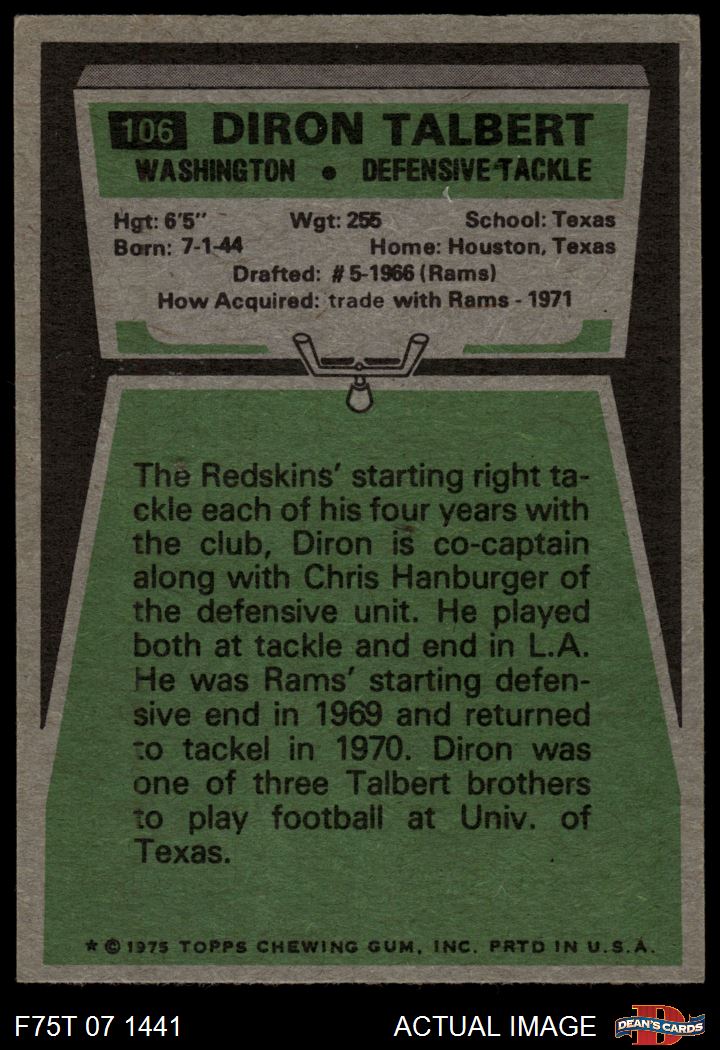 106 DIRON TALBERT
WASHINGTON • DEFENSIVE TACKLE
Hgt: 6'5" Wgt: 255 School: Texas
Born: 7-1-44 Home: Houston, Texas
Drafted: #5-1966 (Rams)
How Acquired: trade with Rams - 1971
The Redskins' starting right ta-
ckle each of his four years with
the club, Diron is co-captain
along with Chris Hanburger of
the defensive unit. He played
both at tackle and end in L.A.
He was Rams' starting defen-
sive end in 1969 and returned
to tackel in 1970. Diron was
one of three Talbert brothers
to play football at Univ. of
Texas.
★ © 1975 TOPPS CHEWING GUM, INC. PRTD IN U.S.A.
F75T 07 1441 ACTUAL IMAGE DEAN'S CARDS